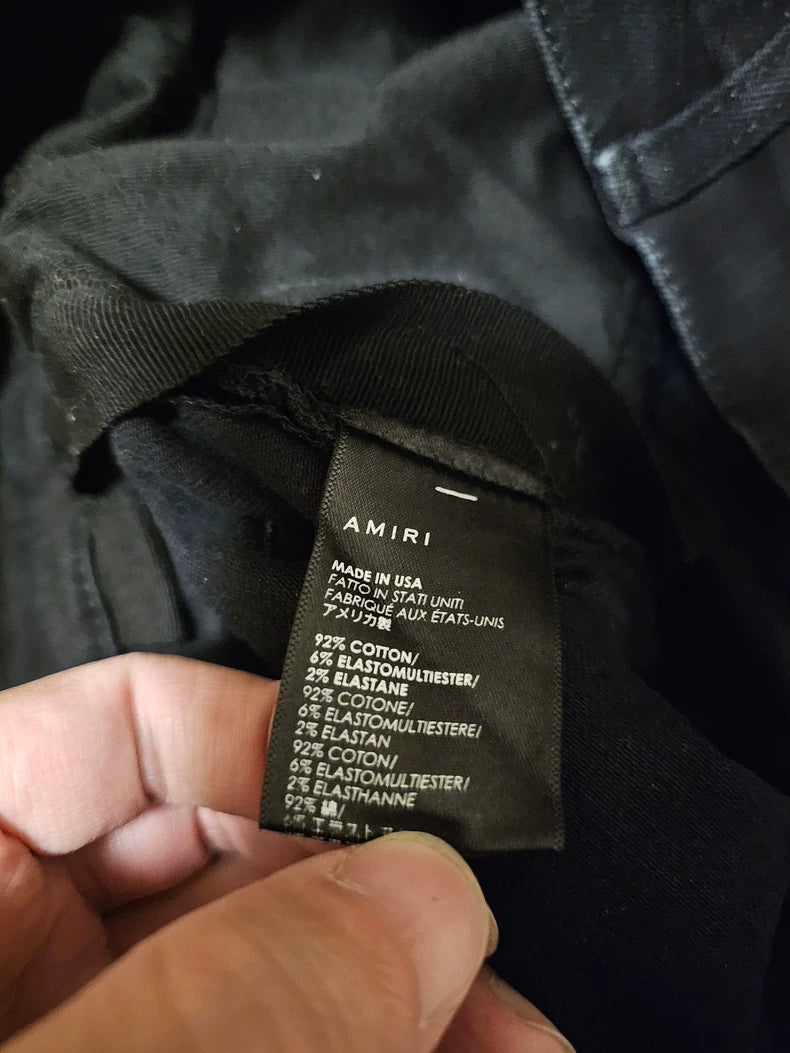 AMIRI
MADE IN USA
FATTO IN STATI UNITI
FABRIQUÉ AUX ÉTATS-UNIS
アメリカ製
92% COTTON/
6% ELASTOMULTIESTER/
2% ELASTANE
92% COTONE/
6% ELASTOMULTIESTERE/
2% ELASTAN
92% COTON/
6% ELASTOMULTIESTER/
2% ELASTHANNE
92% 綿/
6%